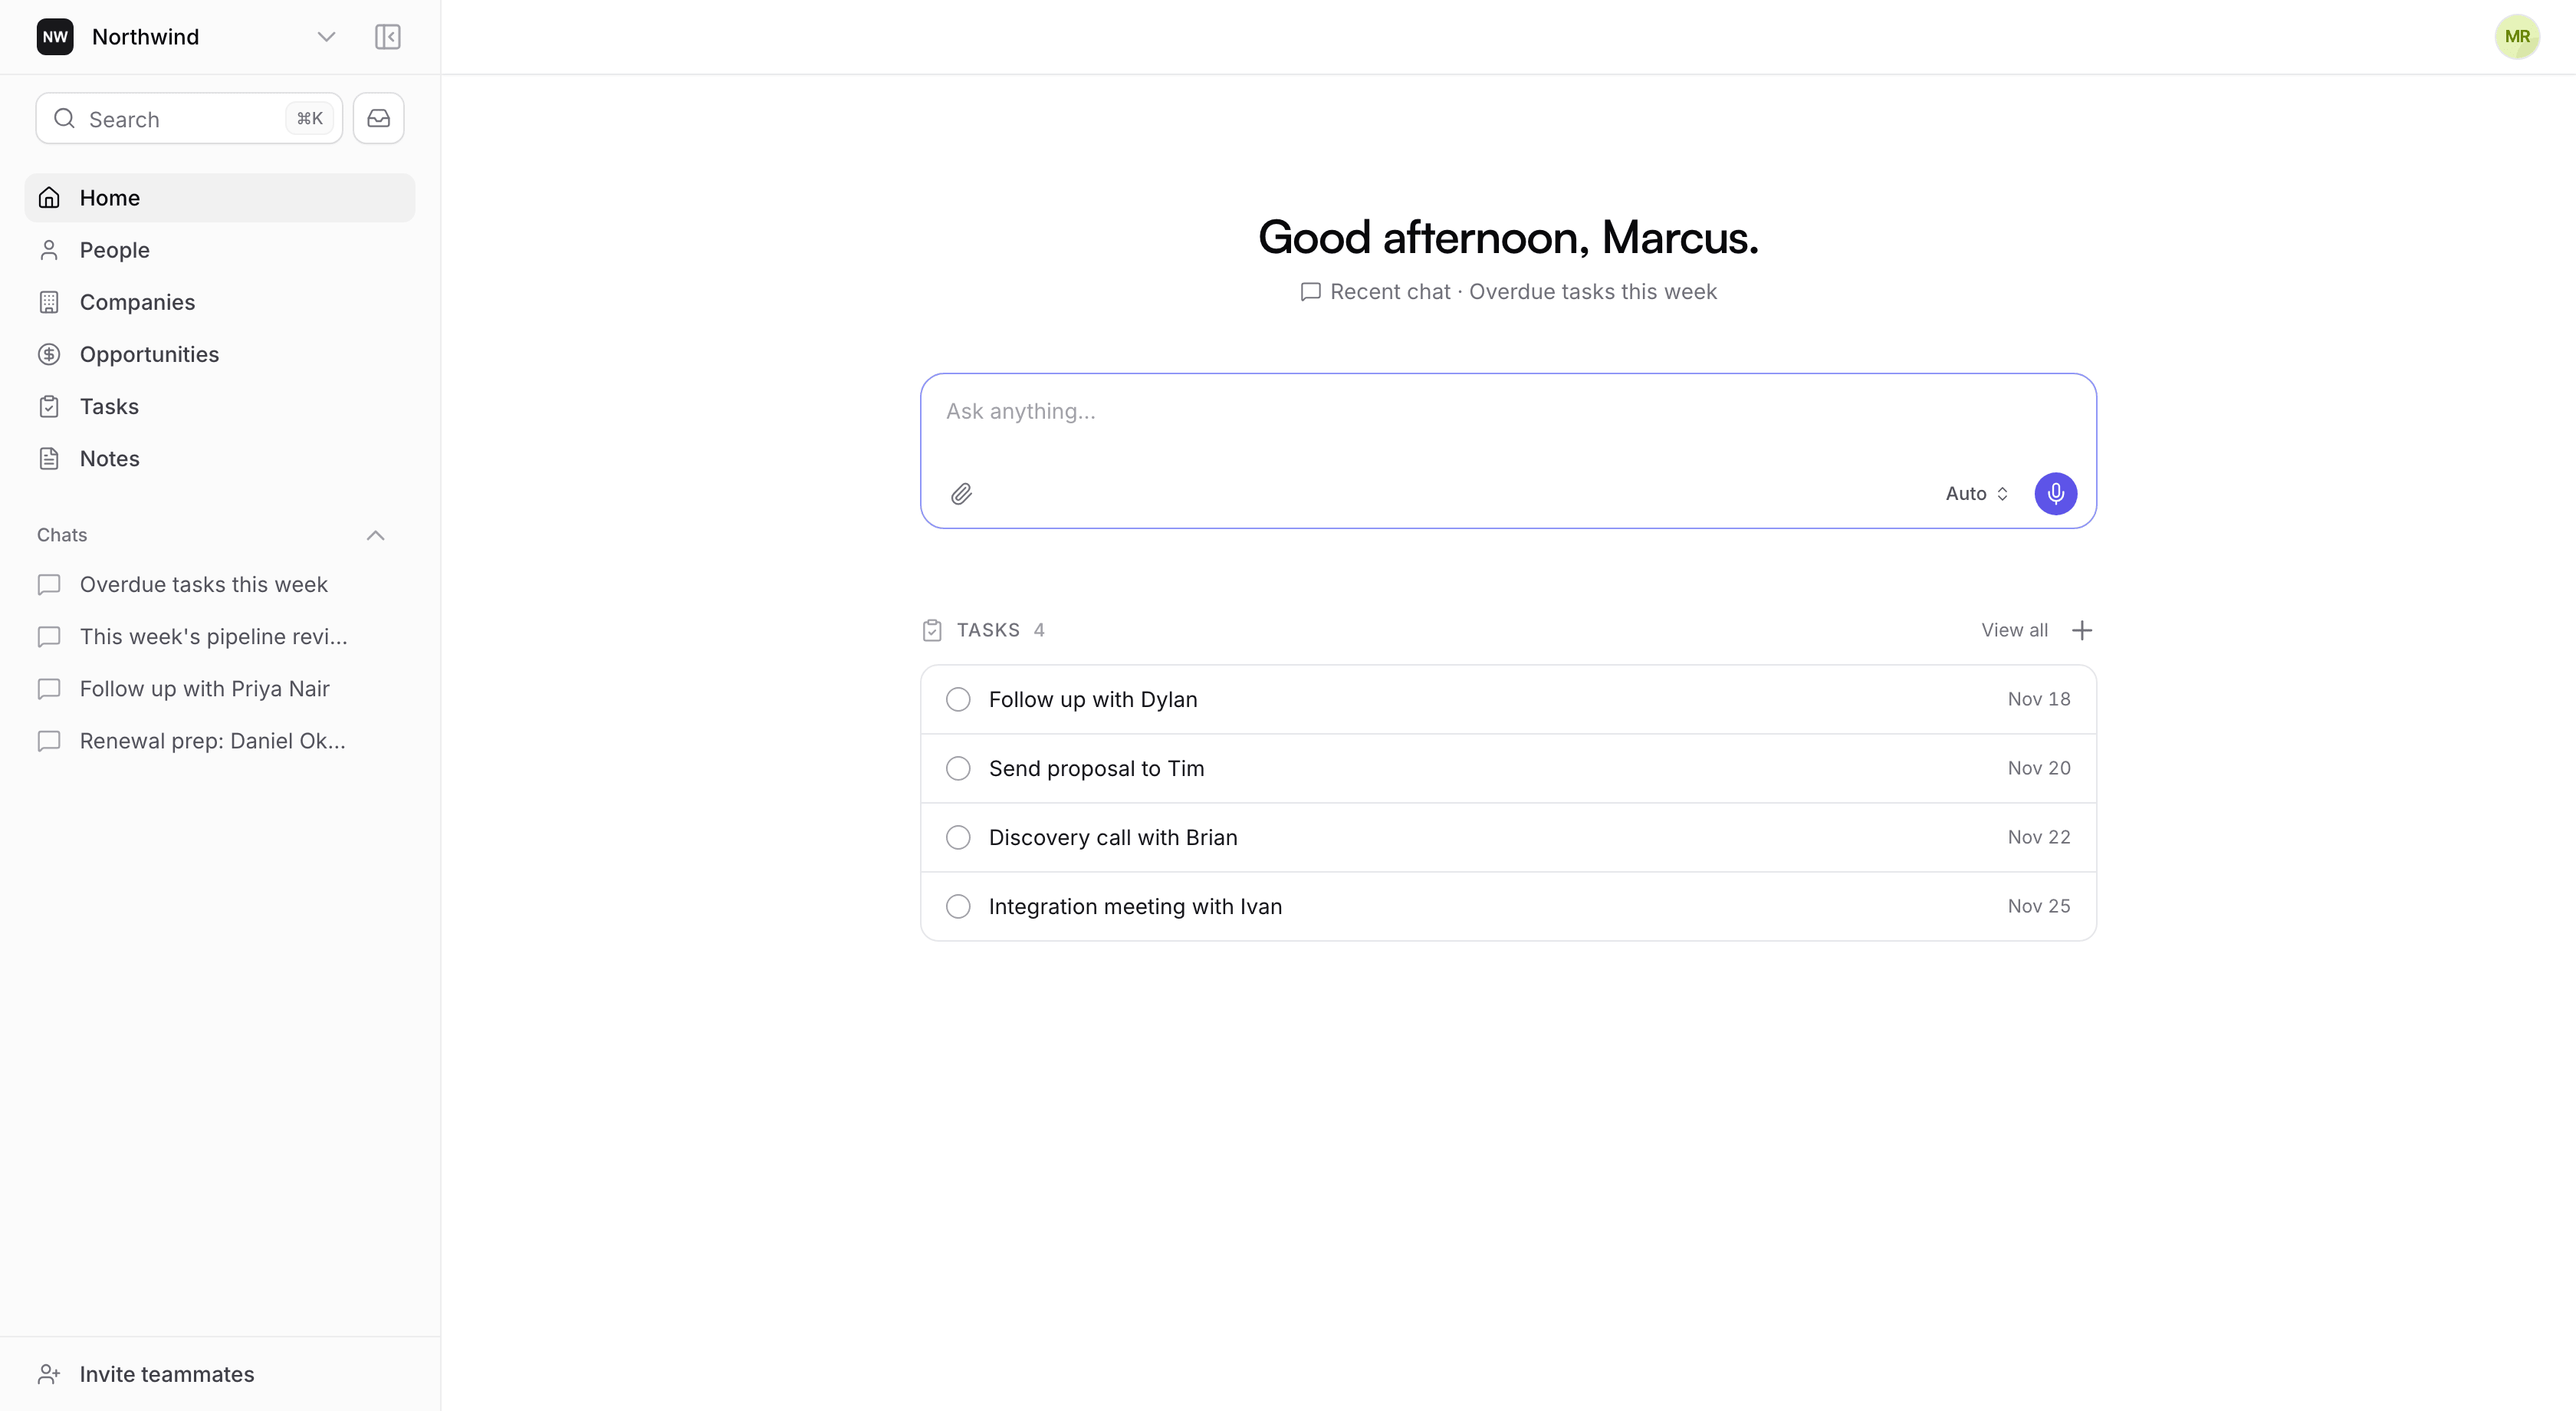 NW Northwind
MR
Search ⌘K
Home
People
Companies
Opportunities
Tasks
Notes
Chats
Overdue tasks this week
This week's pipeline revi...
Follow up with Priya Nair
Renewal prep: Daniel Ok...
Invite teammates
Good afternoon, Marcus.
Recent chat · Overdue tasks this week
Ask anything...
Auto
TASKS 4 View all
Follow up with Dylan Nov 18
Send proposal to Tim Nov 20
Discovery call with Brian Nov 22
Integration meeting with Ivan Nov 25